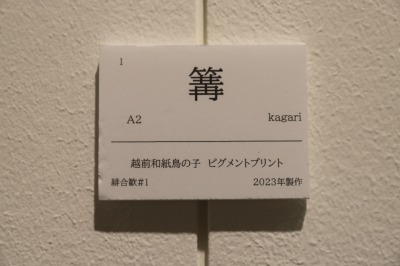 1
篝
A2 kagari
越前和紙鳥の子 ピグメントプリント
緋合歓#1 2023年製作